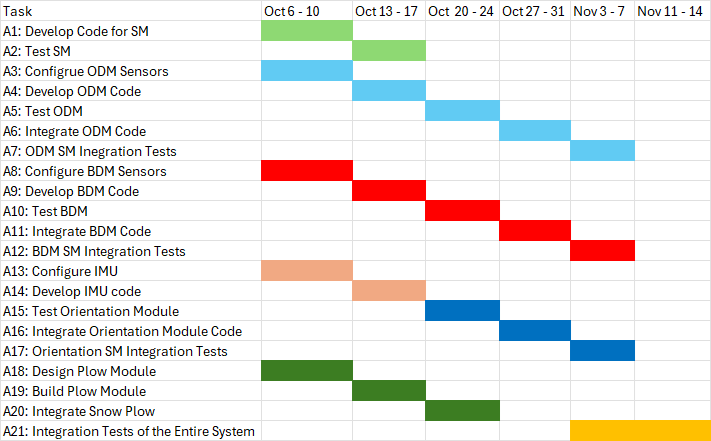 Task Oct 6 - 10 Oct 13 - 17 Oct 20 - 24 Oct 27 - 31 Nov 3 - 7 Nov 11 - 14
A1: Develop Code for SM
A2: Test SM
A3: Configrue ODM Sensors
A4: Develop ODM Code
A5: Test ODM
A6: Integrate ODM Code
A7: ODM SM Inegration Tests
A8: Configure BDM Sensors
A9: Develop BDM Code
A10: Test BDM
A11: Integrate BDM Code
A12: BDM SM Integration Tests
A13: Configure IMU
A14: Develop IMU code
A15: Test Orientation Module
A16: Integrate Orientation Module Code
A17: Orientation SM Integration Tests
A18: Design Plow Module
A19: Build Plow Module
A20: Integrate Snow Plow
A21: Integration Tests of the Entire System